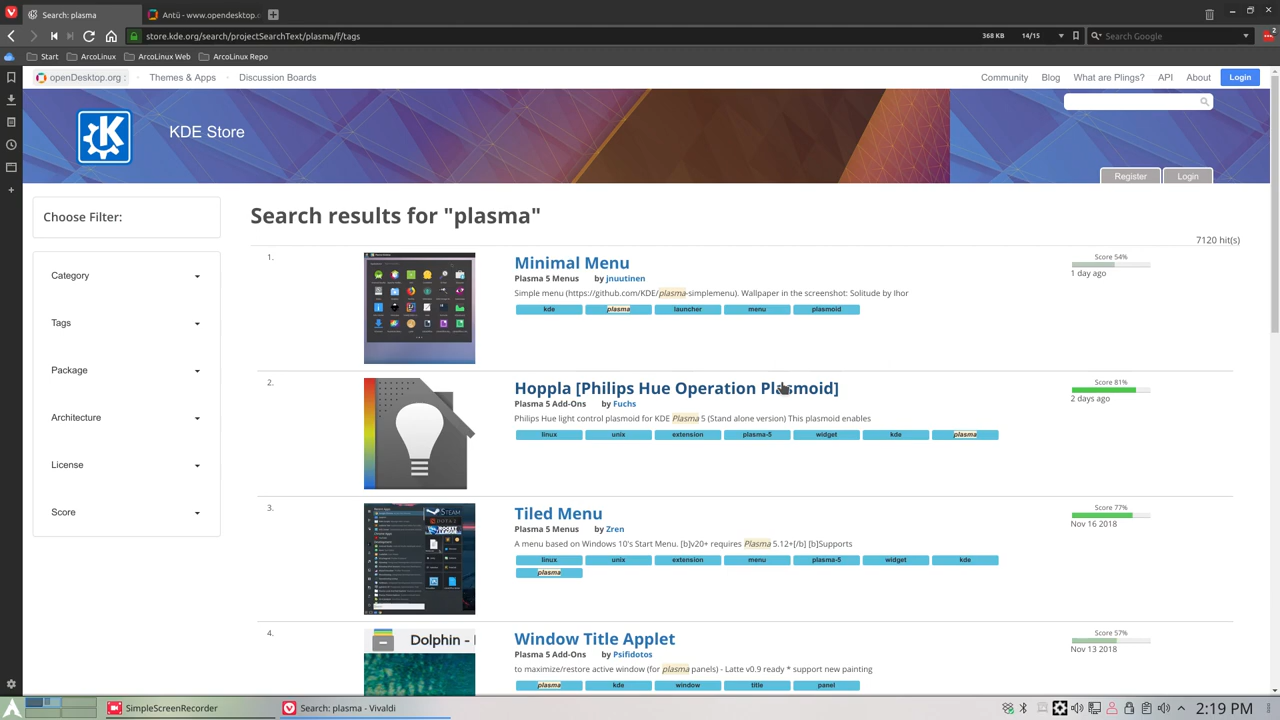 Search: plasma
Antü - www.opendesktop.
store.kde.org/search/projectSearchText/plasma/f/tags
368 KB
14/15
Search Google
Start
ArcoLinux
ArcoLinux Web
ArcoLinux Repo
openDesktop.org :
Themes & Apps
Discussion Boards
Community
Blog
What are Plings?
API
About
Login
KDE Store
Register
Login
Choose Filter:
Category
Tags
Package
Architecture
License
Score
Search results for "plasma"
7120 hit(s)
1.
Minimal Menu
Plasma 5 Menus by jnuutinen
Simple menu (https://github.com/KDE/plasma-simplemenu). Wallpaper in the screenshot: Solitude by Ihor
kde plasma launcher menu plasmoid
Score 54%
1 day ago
2.
Hoppla [Philips Hue Operation Plasmoid]
Plasma 5 Add-Ons by Fuchs
Philips Hue light control plasmoid for KDE Plasma 5 (Stand alone version) This plasmoid enables
linux unix extension plasma-5 widget kde plasma
Score 81%
2 days ago
3.
STEAM
Tiled Menu
Plasma 5 Menus by Zren
A menu based on Windows 10's Start Menu. [b]v20+ requires Plasma 5.12+[/b] [b]Supports
linux unix extension menu plasma-5 widget kde
plasma
Score 77%
Nov 16 2018
4.
Dolphin -
Window Title Applet
Plasma 5 Add-Ons by Psifidotos
to maximize/restore active window (for plasma panels) - Latte v0.9 ready * support new painting
plasma kde window title panel
Score 57%
Nov 13 2018
SimpleScreenRecorder
Search: plasma - Vivaldi
2:19 PM